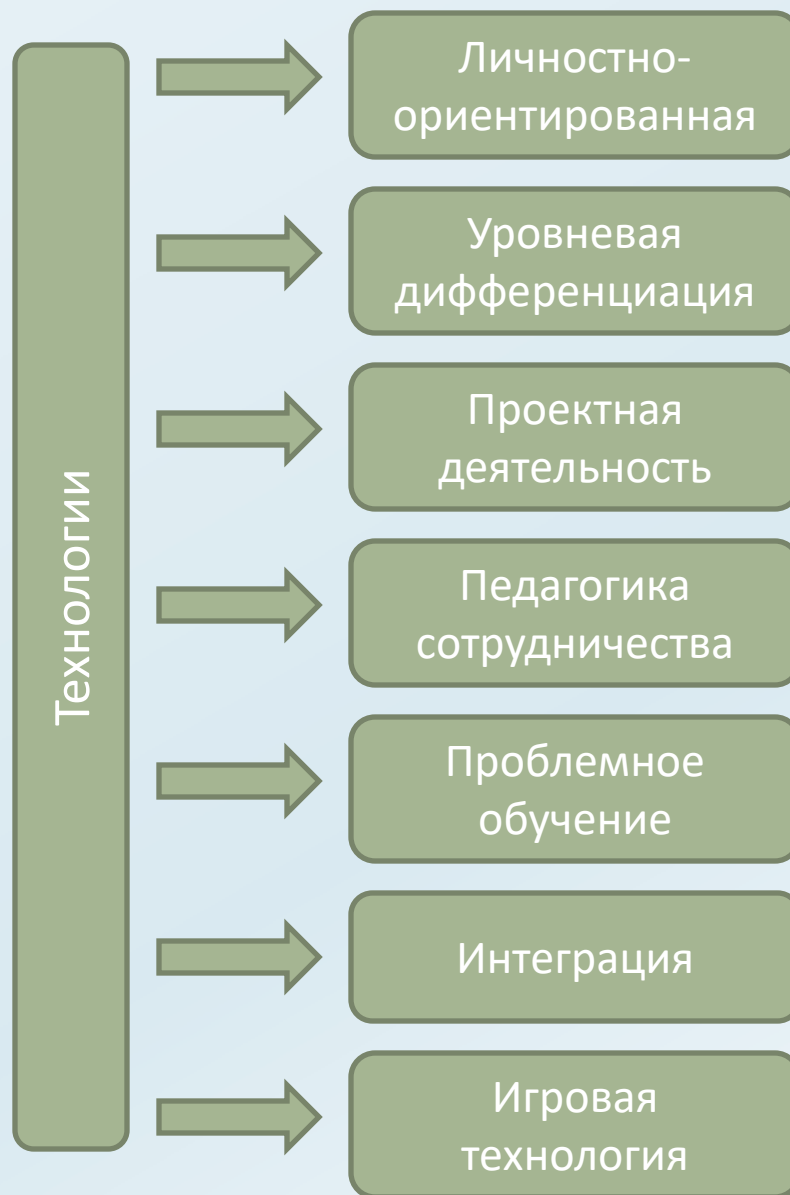 Технологии
Личностно-
ориентированная
Уровневая
дифференциация
Проектная
деятельность
Педагогика
сотрудничества
Проблемное
обучение
Интеграция
Игровая
технология